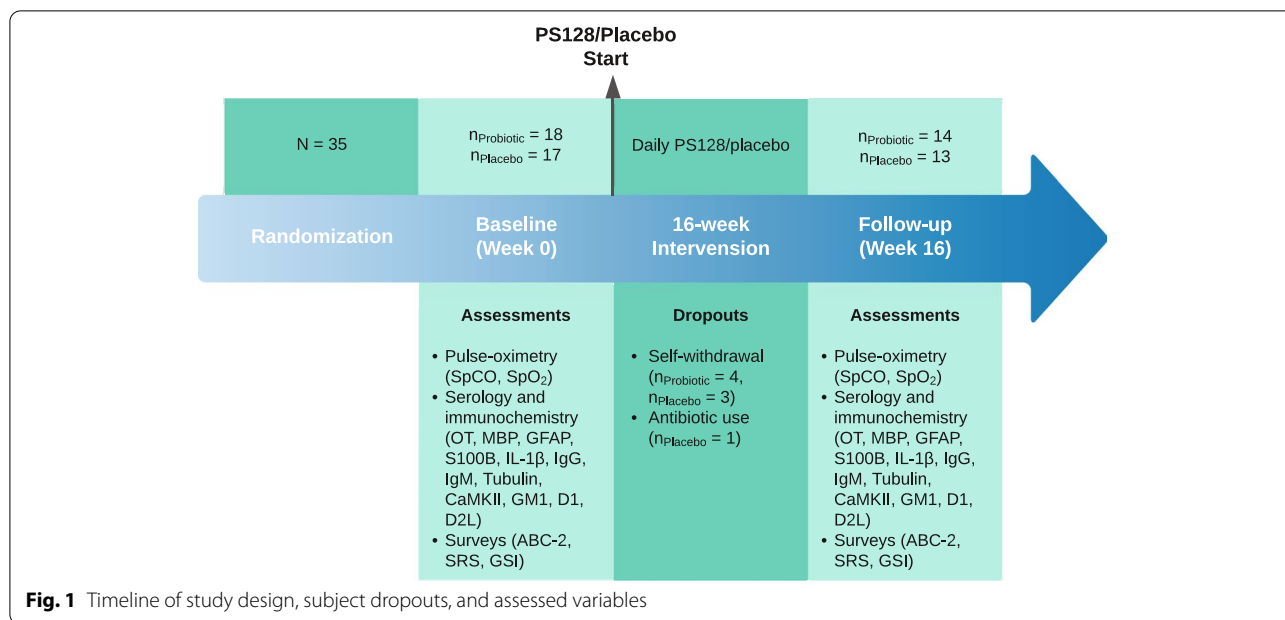 PS128/Placebo
Start
N = 35
nProbiotic = 18
nPlacebo = 17
Daily PS128/placebo
nProbiotic = 14
nPlacebo = 13
Randomization
Baseline
(Week 0)
16-week
Intervension
Follow-up
(Week 16)
Assessments
• Pulse-oximetry
(SpCO, SpO₂)
• Serology and
immunochemistry
(OT, MBP, GFAP,
S100B, IL-1β, IgG,
IgM, Tubulin,
CaMKII, GM1, D1,
D2L)
• Surveys (ABC-2,
SRS, GSI)
Dropouts
• Self-withdrawal
(nProbiotic = 4,
nPlacebo = 3)
• Antibiotic use
(nPlacebo = 1)
Assessments
• Pulse-oximetry
(SpCO, SpO₂)
• Serology and
immunochemistry
(OT, MBP, GFAP,
S100B, IL-1β, IgG,
IgM, Tubulin,
CaMKII, GM1, D1,
D2L)
• Surveys (ABC-2,
SRS, GSI)
Fig. 1 Timeline of study design, subject dropouts, and assessed variables